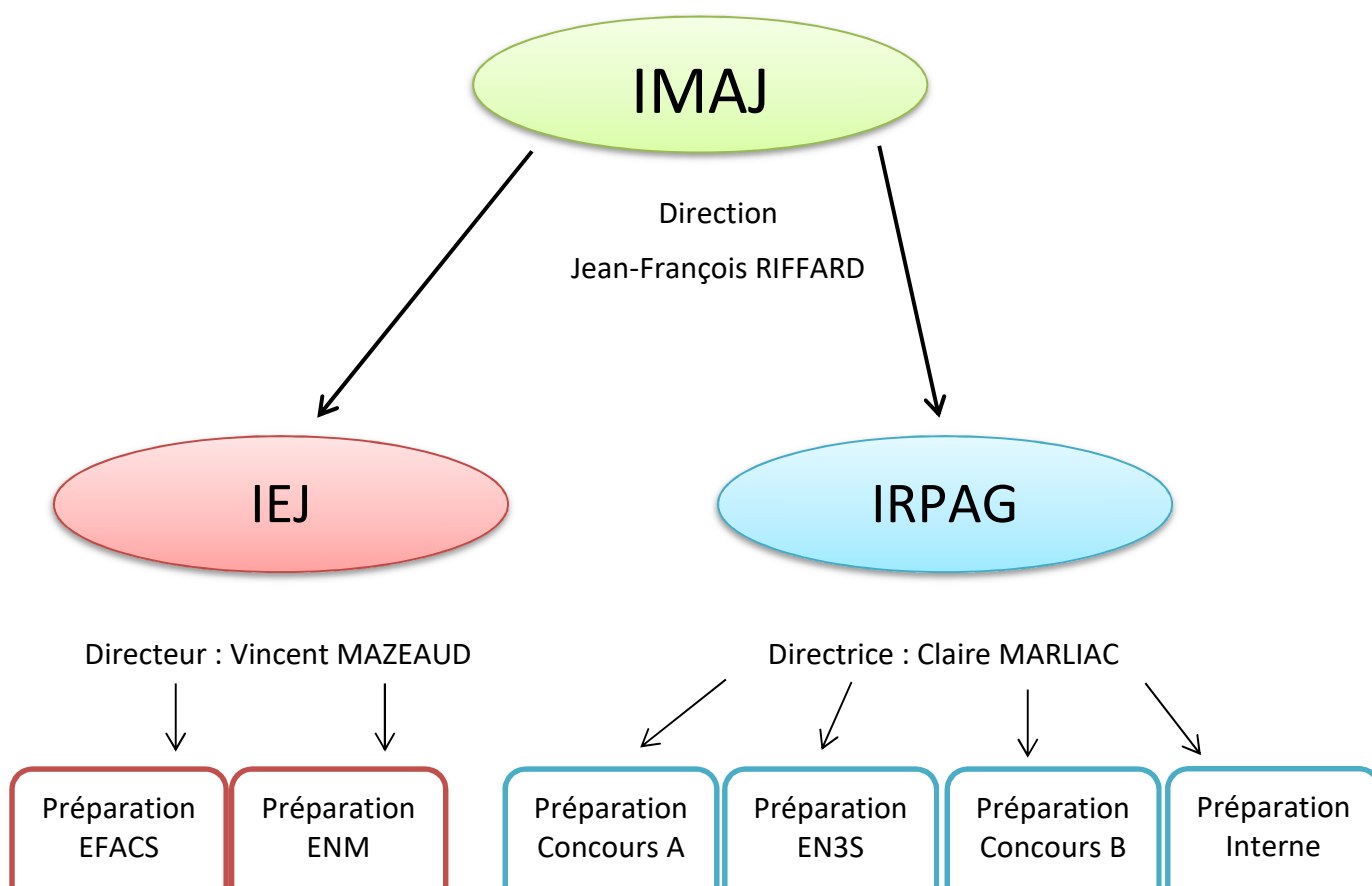 IMAJ
Direction
Jean-François RIFFARD
IEJ
IRPAG
Directeur : Vincent MAZEAUD
Directrice : Claire MARLIAC
Préparation
EFACS
Préparation
ENM
Préparation
Concours A
Préparation
EN3S
Préparation
Concours B
Préparation
Interne